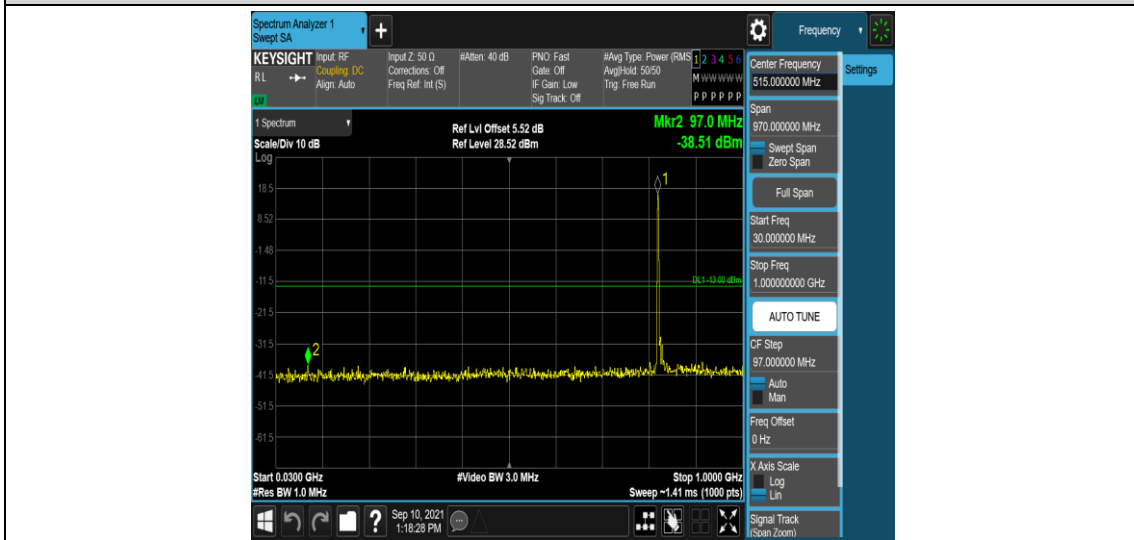 Spectrum Analyzer 1
Swept SA
+
Frequency
KEYSIGHT
RL
LXI
Input: RF
Coupling: DC
Align: Auto
Input Z: 50 Ω
Corrections: Off
Freq Ref: Int (S)
#Atten: 40 dB
PNO: Fast
Gate: Off
IF Gain: Low
Sig Track: Off
#Avg Type: Power (RMS
Avg|Hold: 50/50
Trig: Free Run
1 2 3 4 5 6
M W W W W W
P P P P P P
1 Spectrum
Scale/Div 10 dB
Log
Ref Lvl Offset 5.52 dB
Ref Level 28.52 dBm
Mkr2 97.0 MHz
-38.51 dBm
1
18.5
8.52
-1.48
-11.5
DL1 -13.00 dBm
-21.5
-31.5
2
-41.5
-51.5
-61.5
Start 0.0300 GHz
#Res BW 1.0 MHz
#Video BW 3.0 MHz
Stop 1.0000 GHz
Sweep ~1.41 ms (1000 pts)
Center Frequency
515.000000 MHz
Settings
Span
970.000000 MHz
Swept Span
Zero Span
Full Span
Start Freq
30.000000 MHz
Stop Freq
1.000000000 GHz
AUTO TUNE
CF Step
97.000000 MHz
Auto
Man
Freq Offset
0 Hz
X Axis Scale
Log
Lin
Signal Track
(Span Zoom)
?
Sep 10, 2021
1:18:28 PM